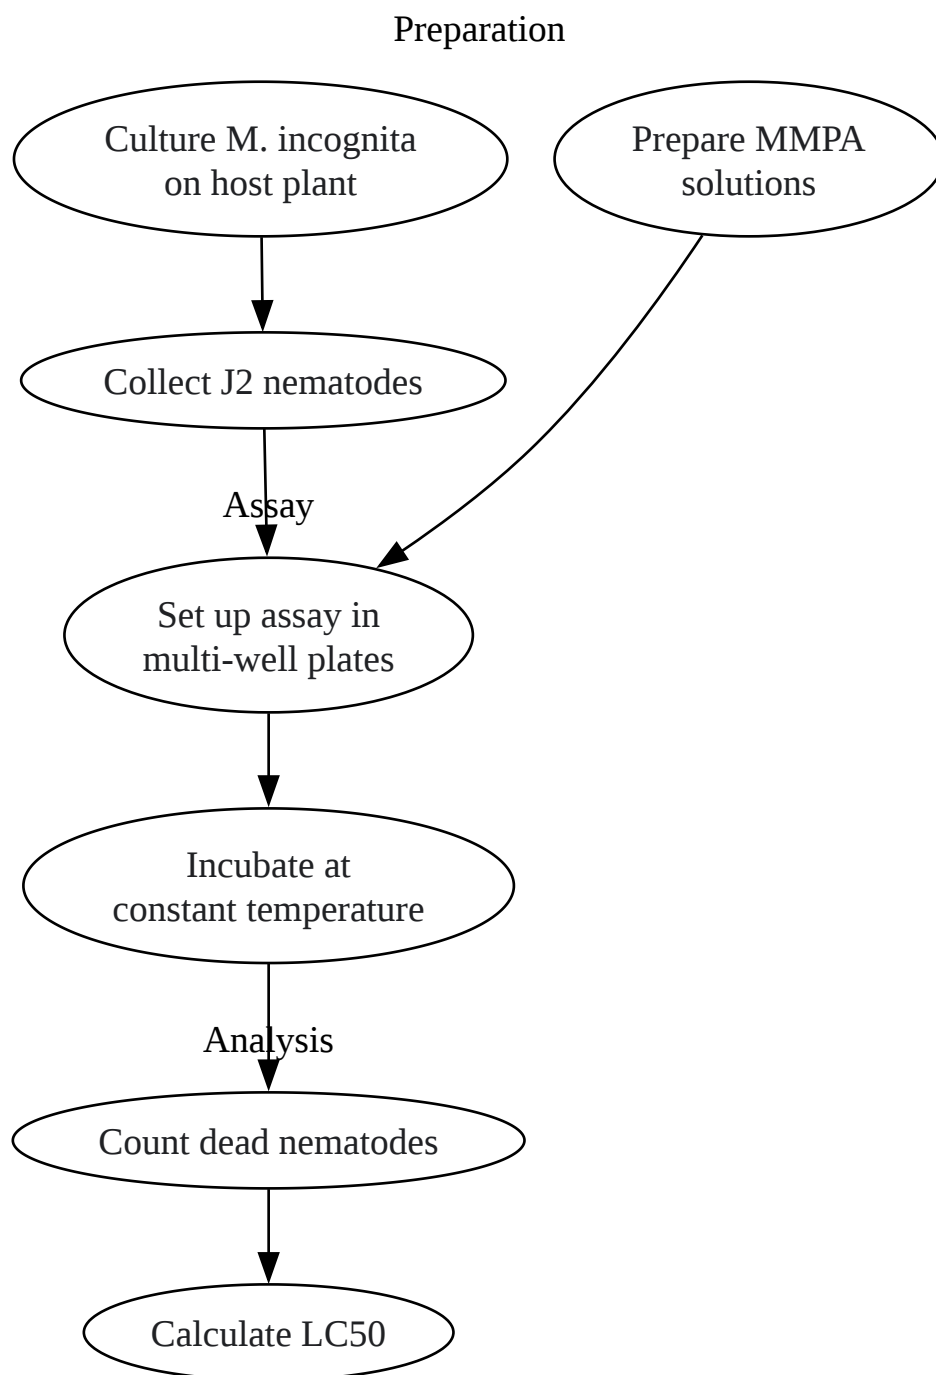 Preparation
Culture M. incognita
on host plant
Prepare MMPA
solutions
Collect J2 nematodes
Assay
Set up assay in
multi-well plates
Incubate at
constant temperature
Analysis
Count dead nematodes
Calculate LC50